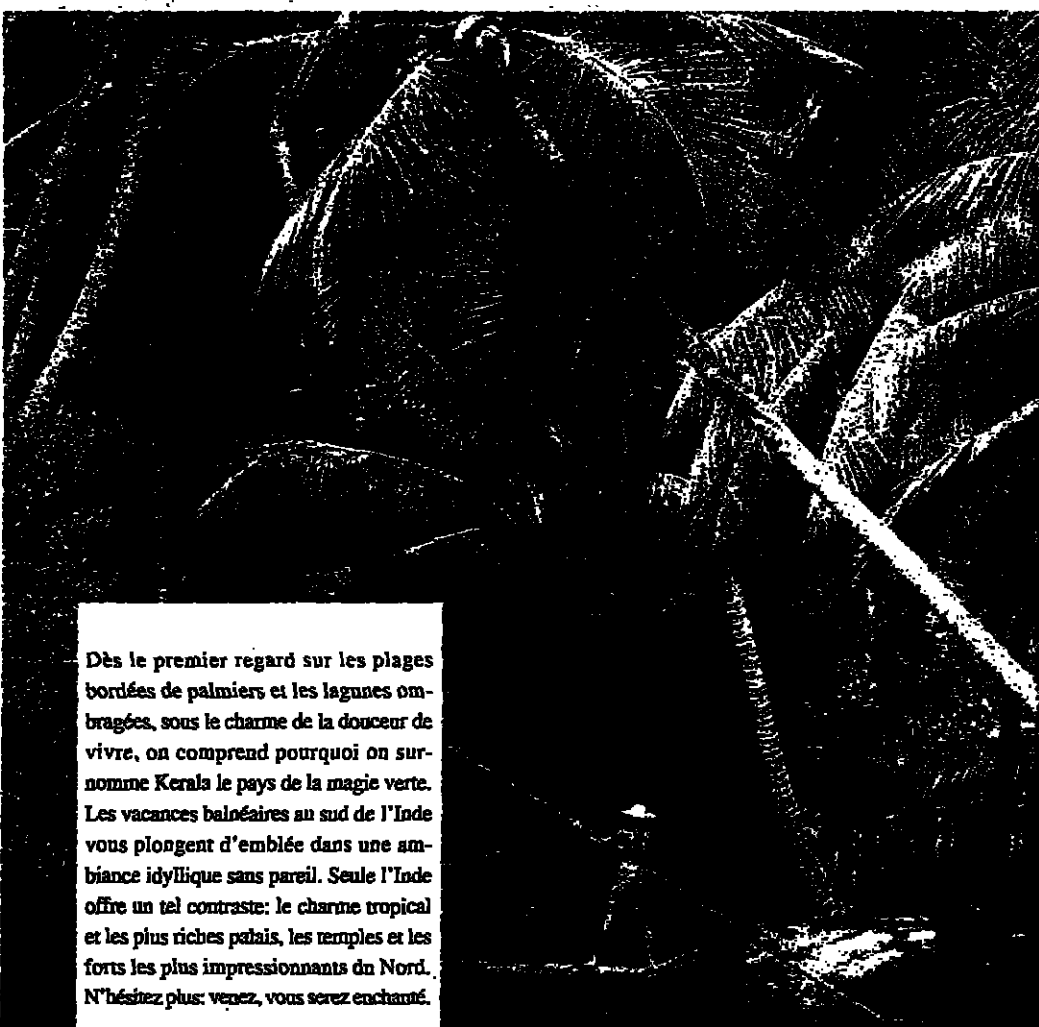 Dès le premier regard sur les plages
bordées de palmiers et les lagunes om-
bragées, sous le charme de la douceur de
vivre, on comprend pourquoi on sur-
nomme Kerala le pays de la magie verte.
Les vacances balnéaires au sud de l'Inde
vous plongent d'emblée dans une am-
biance idyllique sans pareil. Seule l'Inde
offre un tel contraste: le charme tropical
et les plus riches palais, les temples et les
forts les plus impressionnants du Nord.
N'hésitez plus: venez, vous serez enchanté.